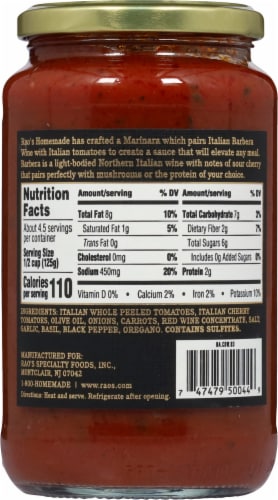 Rao's Homemade has crafted a Marinara which pairs Italian Barbera
Wine with Italian tomatoes to create a sauce that will elevate any meal.
Barbera is a light-bodied Northern Italian wine with notes of sour cherry
that pairs perfectly with mushrooms or the protein of your choice.
Nutrition
Facts
About 4.5 servings
per container
Serving Size
1/2 cup (125g)
Calories
per serving 110
Amount/serving % DV
Total Fat 8g 10%
Saturated Fat 1g 5%
Trans Fat 0g
Cholesterol 0mg 0%
Sodium 450mg 20%
Amount/serving % DV
Total Carbohydrate 7g 2%
Dietary Fiber 2g 7%
Total Sugars 6g
Includes 0g Added Sugars 0%
Protein 2g
Vitamin D 0% • Calcium 2% • Iron 2% • Potassium 10%
INGREDIENTS: ITALIAN WHOLE PEELED TOMATOES, ITALIAN CHERRY
TOMATOES, OLIVE OIL, ONIONS, CARROTS, RED WINE CONCENTRATE, SALT,
GARLIC, BASIL, BLACK PEPPER, OREGANO. CONTAINS SULFITES.
MANUFACTURED FOR:
RAO'S SPECIALTY FOODS, INC.,
MONTCLAIR, NJ 07042
1-800-HOMEMADE | www.raos.com
Directions: Heat and serve. Refrigerate after opening.
7 47479 50044 9